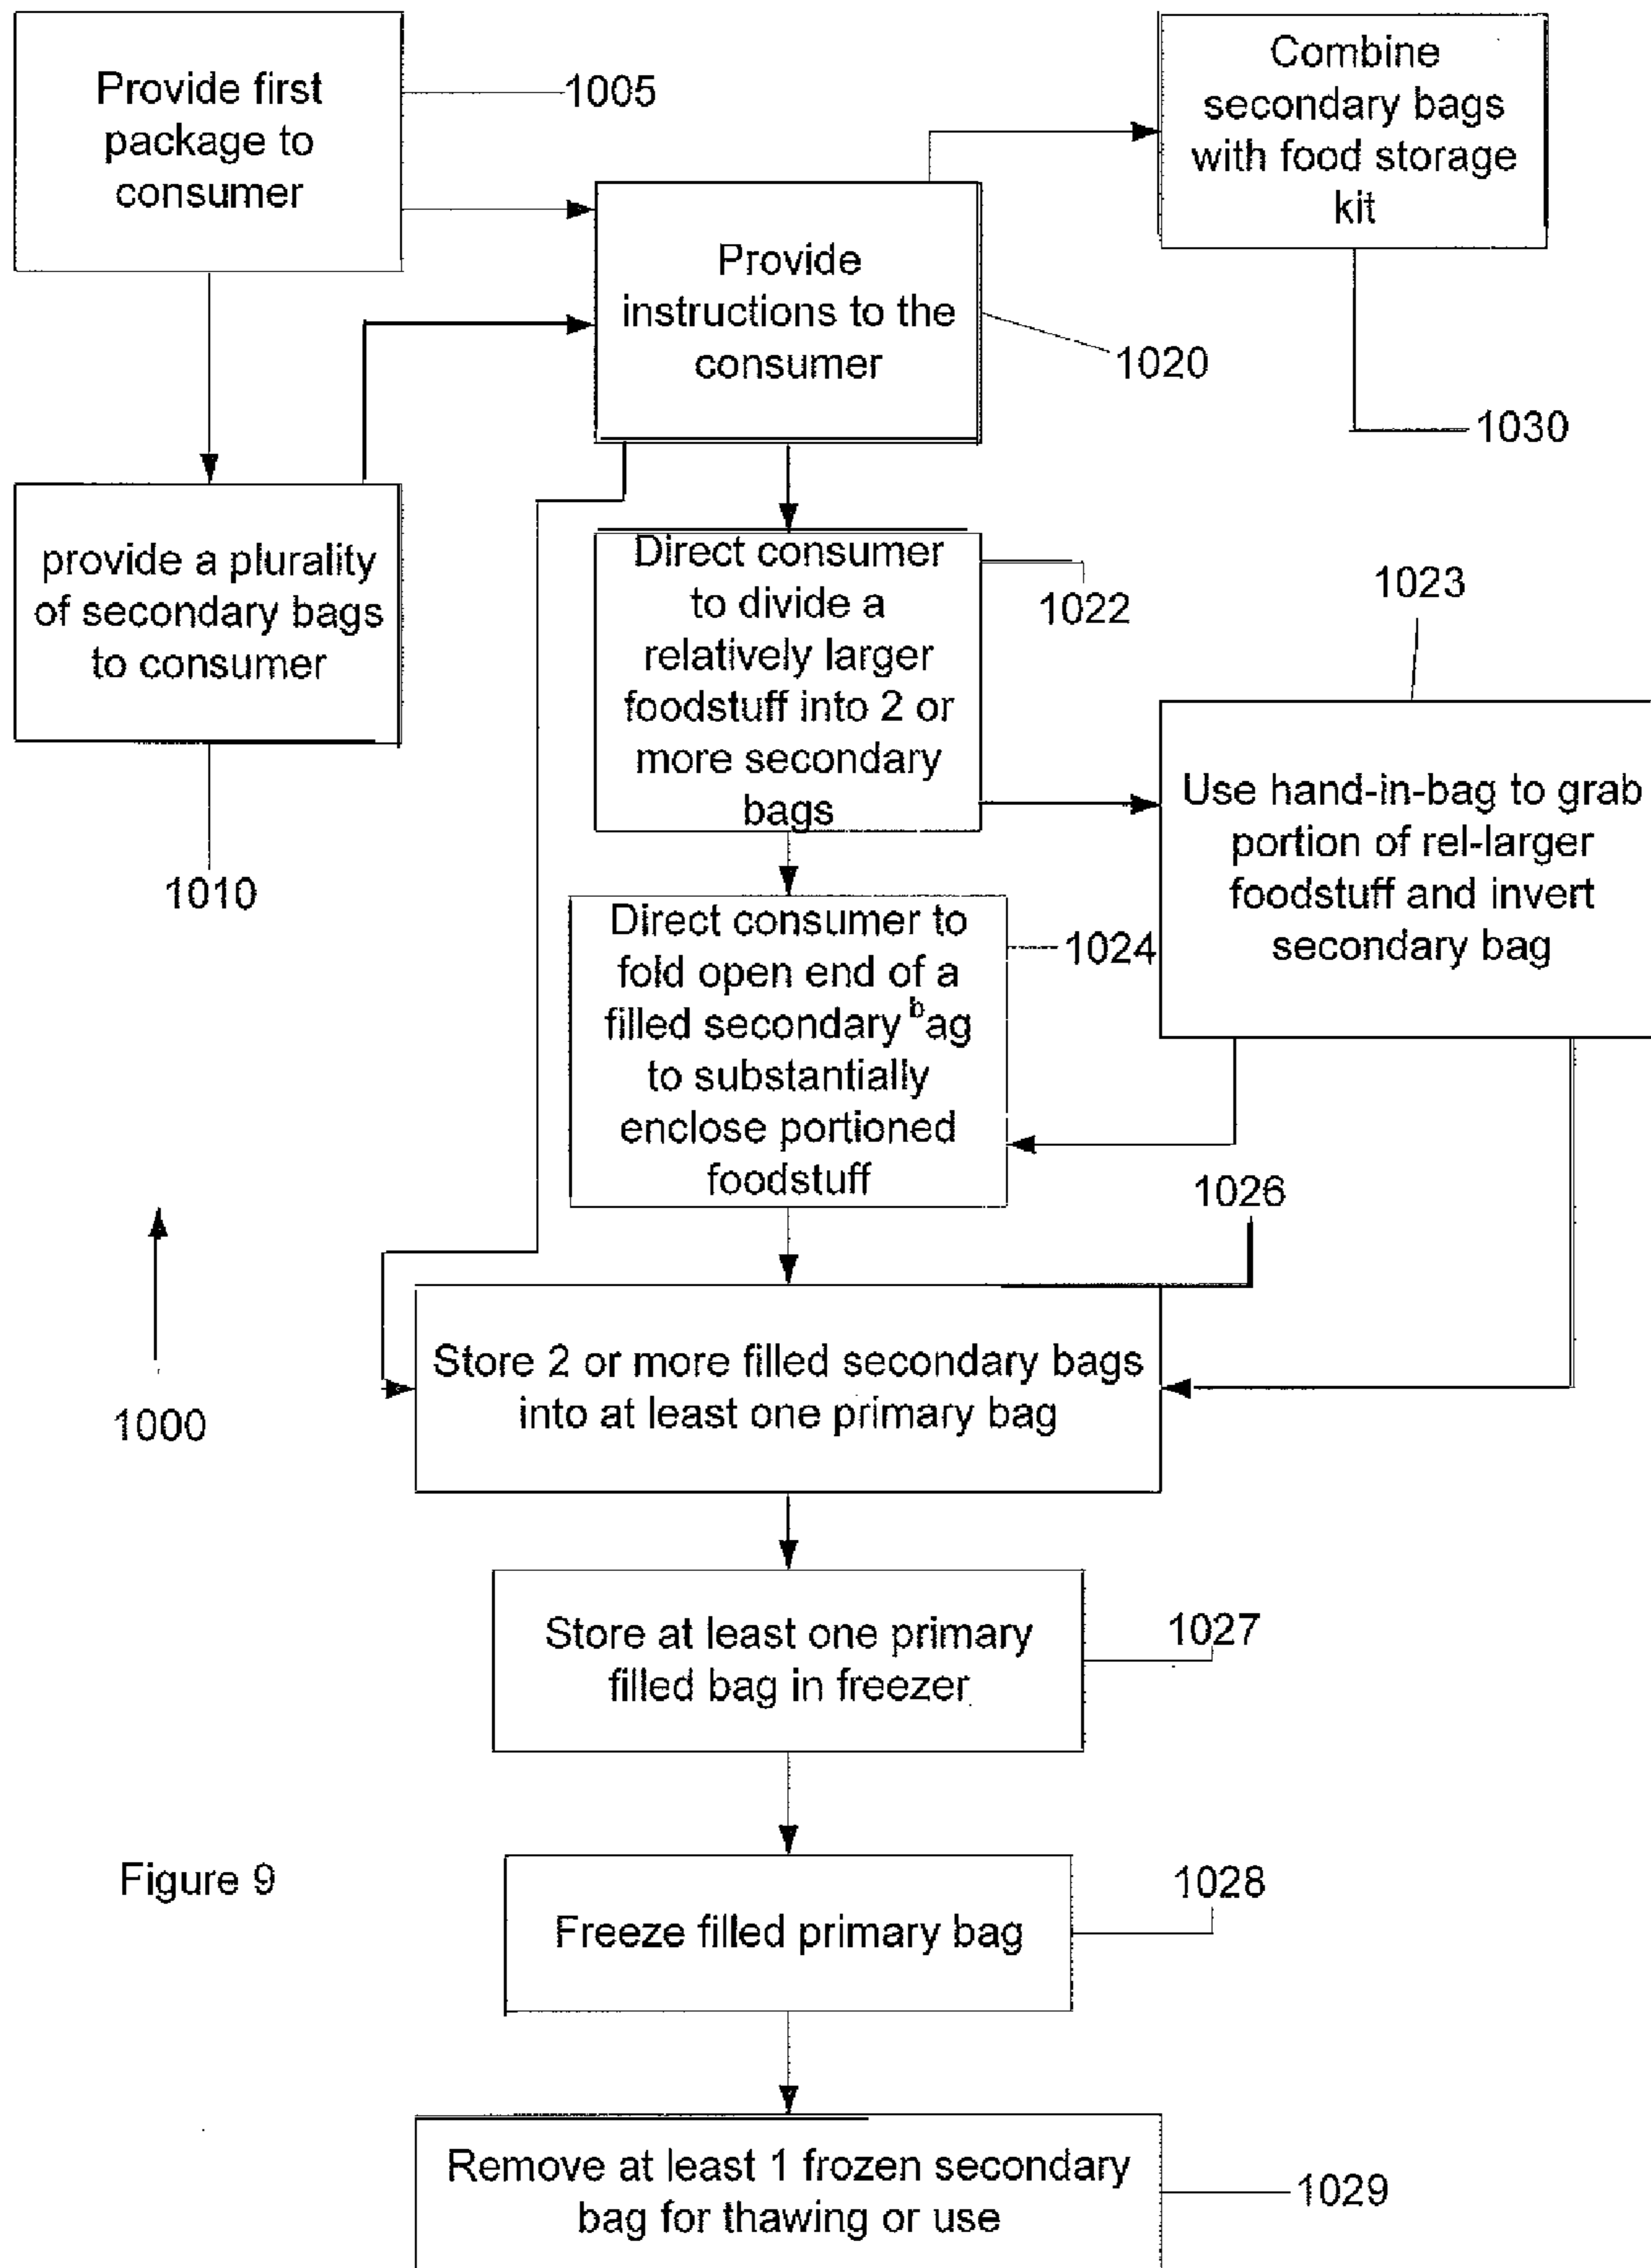 Provide first
package to
consumer
1005
Combine
secondary bags
with food storage
kit
Provide
instructions to the
consumer
1020
1030
provide a plurality
of secondary bags
to consumer
1010
Direct consumer
to divide a
relatively larger
foodstuff into 2 or
more secondary
bags
1022
1023
Use hand-in-bag to grab
portion of rel-larger
foodstuff and invert
secondary bag
Direct consumer to
fold open end of a
filled secondary bag
to substantially
enclose portioned
foodstuff
1024
1026
1000
Store 2 or more filled secondary bags
into at least one primary bag
Store at least one primary
filled bag in freezer
1027
Figure 9
Freeze filled primary bag
1028
Remove at least 1 frozen secondary
bag for thawing or use
1029